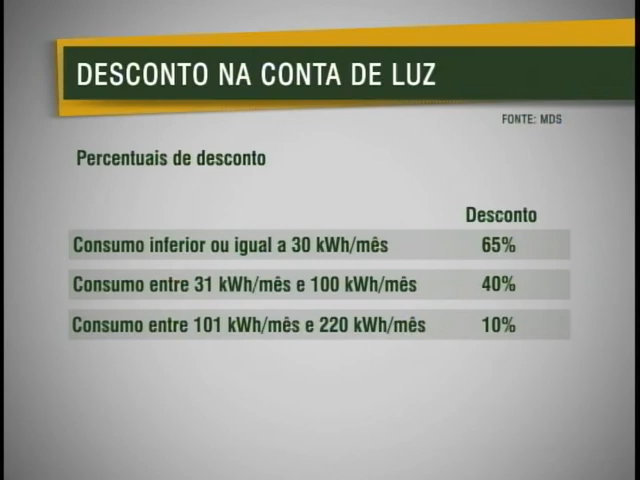 DESCONTO NA CONTA DE LUZ
FONTE: MDS
Percentuais de desconto
Desconto
Consumo inferior ou igual a 30 kWh/mês 65%
Consumo entre 31 kWh/mês e 100 kWh/mês 40%
Consumo entre 101 kWh/mês e 220 kWh/mês 10%